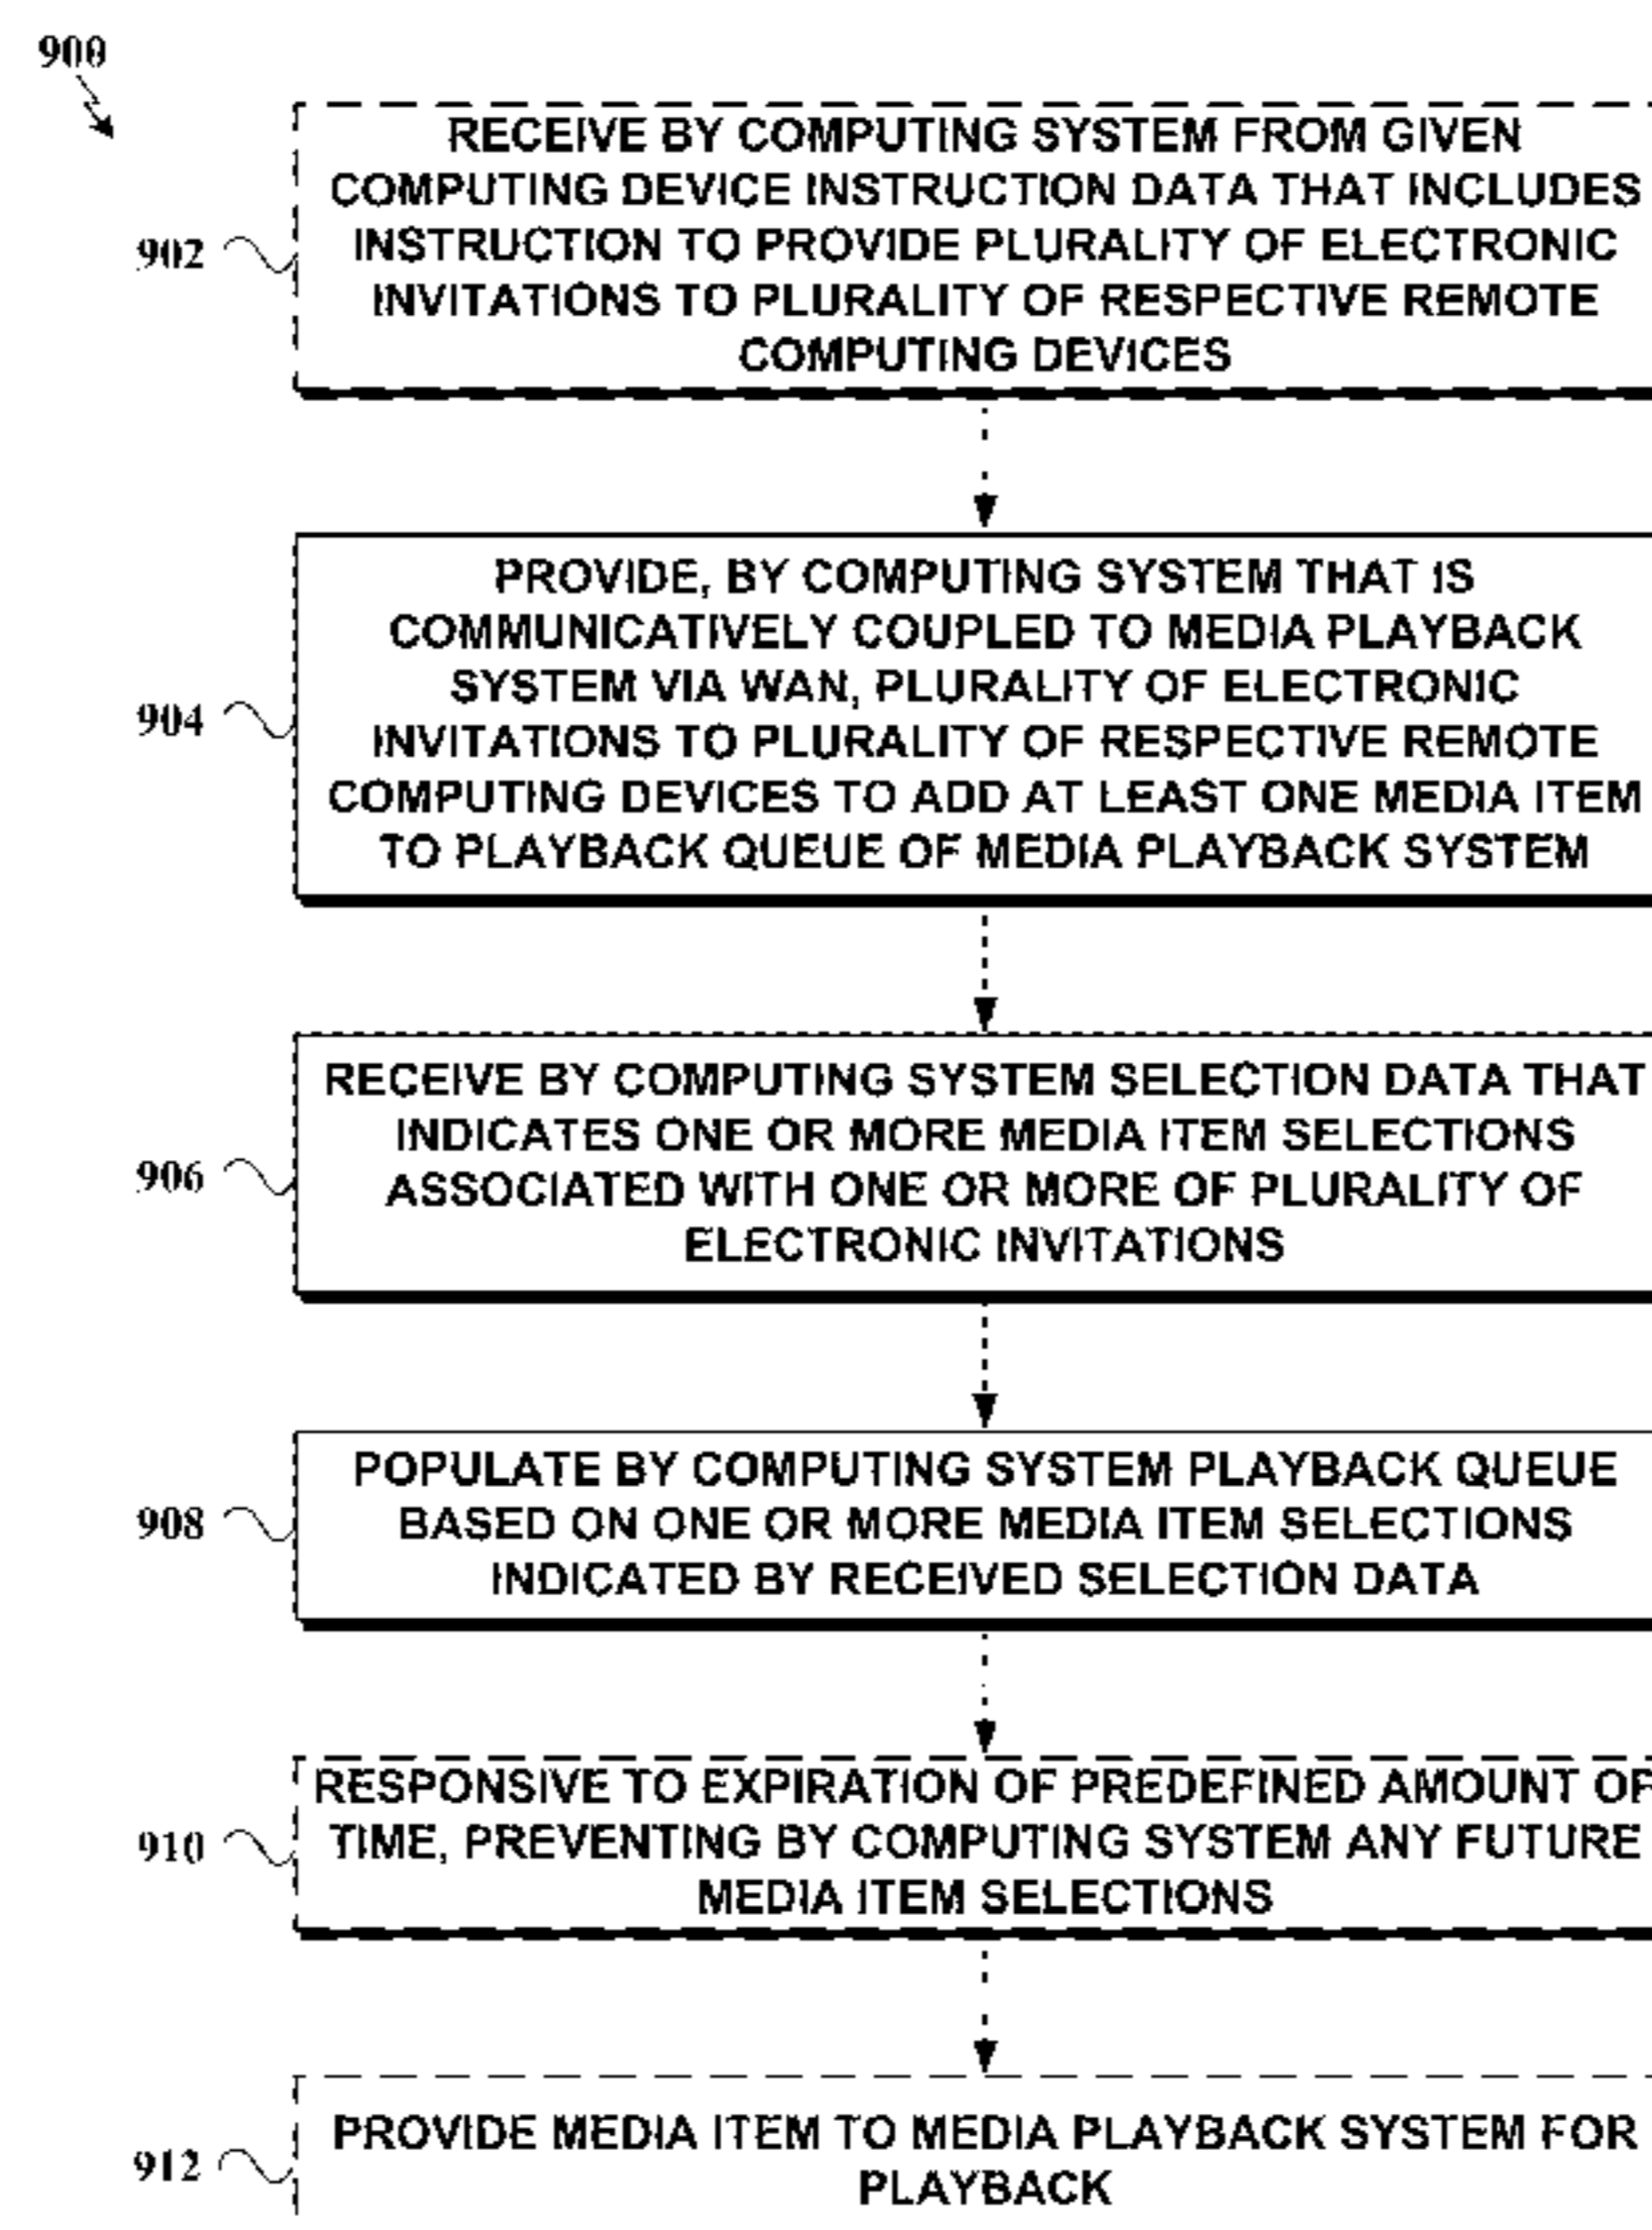 900
RECEIVE BY COMPUTING SYSTEM FROM GIVEN
COMPUTING DEVICE INSTRUCTION DATA THAT INCLUDES
INSTRUCTION TO PROVIDE PLURALITY OF ELECTRONIC
INVITATIONS TO PLURALITY OF RESPECTIVE REMOTE
COMPUTING DEVICES
902
PROVIDE, BY COMPUTING SYSTEM THAT IS
COMMUNICATIVELY COUPLED TO MEDIA PLAYBACK
SYSTEM VIA WAN, PLURALITY OF ELECTRONIC
INVITATIONS TO PLURALITY OF RESPECTIVE REMOTE
COMPUTING DEVICES TO ADD AT LEAST ONE MEDIA ITEM
TO PLAYBACK QUEUE OF MEDIA PLAYBACK SYSTEM
904
RECEIVE BY COMPUTING SYSTEM SELECTION DATA THAT
INDICATES ONE OR MORE MEDIA ITEM SELECTIONS
ASSOCIATED WITH ONE OR MORE OF PLURALITY OF
ELECTRONIC INVITATIONS
906
POPULATE BY COMPUTING SYSTEM PLAYBACK QUEUE
BASED ON ONE OR MORE MEDIA ITEM SELECTIONS
INDICATED BY RECEIVED SELECTION DATA
908
RESPONSIVE TO EXPIRATION OF PREDEFINED AMOUNT OF
TIME, PREVENTING BY COMPUTING SYSTEM ANY FUTURE
MEDIA ITEM SELECTIONS
910
PROVIDE MEDIA ITEM TO MEDIA PLAYBACK SYSTEM FOR
PLAYBACK
912